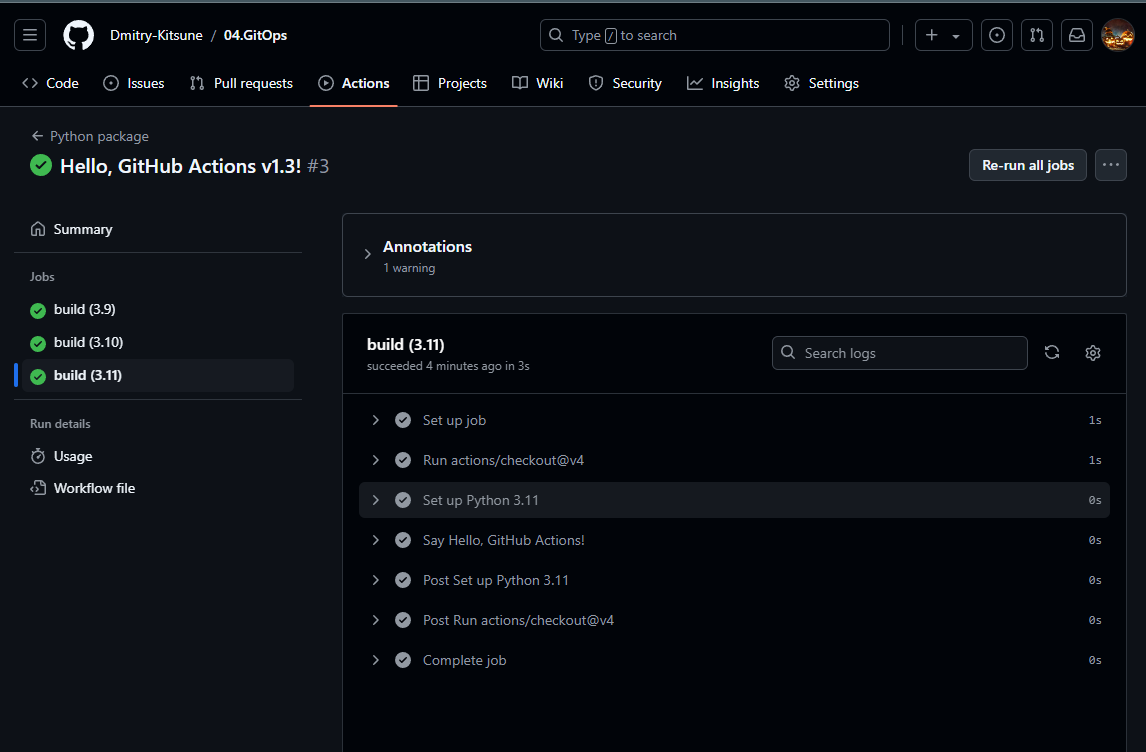 Dmitry-Kitsune / 04.GitOps
Type / to search
Code
Issues
Pull requests
Actions
Projects
Wiki
Security
Insights
Settings
Python package
Hello, GitHub Actions v1.3! #3
Re-run all jobs
Summary
Jobs
build (3.9)
build (3.10)
build (3.11)
Run details
Usage
Workflow file
Annotations
1 warning
build (3.11)
succeeded 4 minutes ago in 3s
Search logs
Set up job 1s
Run actions/checkout@v4 1s
Set up Python 3.11 0s
Say Hello, GitHub Actions! 0s
Post Set up Python 3.11 0s
Post Run actions/checkout@v4 0s
Complete job 0s